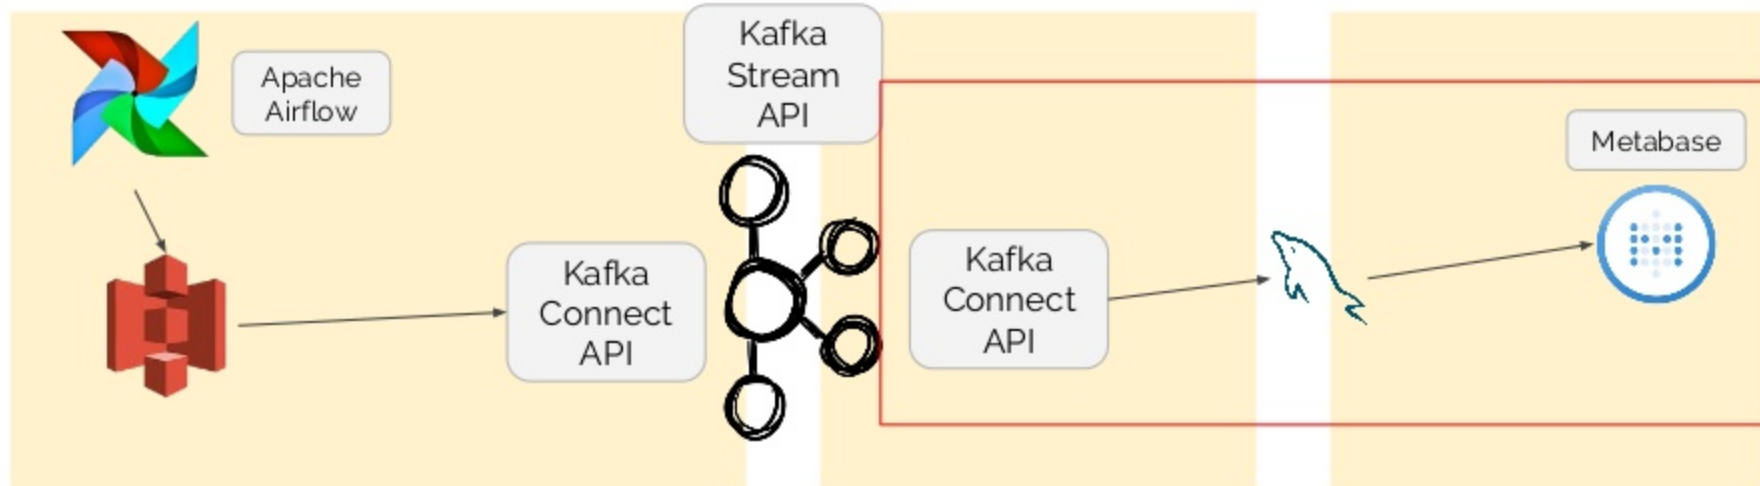 Apache
Airflow
Kafka
Stream
API
Kafka
Connect
API
Kafka
Connect
API
Metabase